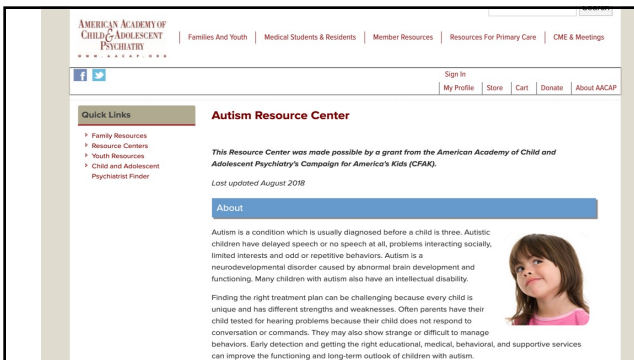 Search
AMERICAN ACADEMY OF
CHILD & ADOLESCENT
PSYCHIATRY
WWW.AACAP.ORG
Families And Youth
Medical Students & Residents
Member Resources
Resources For Primary Care
CME & Meetings
Sign In
My Profile
Store
Cart
Donate
About AACAP
Quick Links
Family Resources
Resource Centers
Youth Resources
Child and Adolescent
Psychiatrist Finder
Autism Resource Center
This Resource Center was made possible by a grant from the American Academy of Child and
Adolescent Psychiatry's Campaign for America's Kids (CFAK).
Last updated August 2018
About
Autism is a condition which is usually diagnosed before a child is three. Autistic
children have delayed speech or no speech at all, problems interacting socially,
limited interests and odd or repetitive behaviors. Autism is a
neurodevelopmental disorder caused by abnormal brain development and
functioning. Many children with autism also have an intellectual disability.
Finding the right treatment plan can be challenging because every child is
unique and has different strengths and weaknesses. Often parents have their
child tested for hearing problems because their child does not respond to
conversation or commands. They may also show strange or difficult to manage
behaviors. Early detection and getting the right educational, medical, behavioral, and supportive services
can improve the functioning and long-term outlook of children with autism.